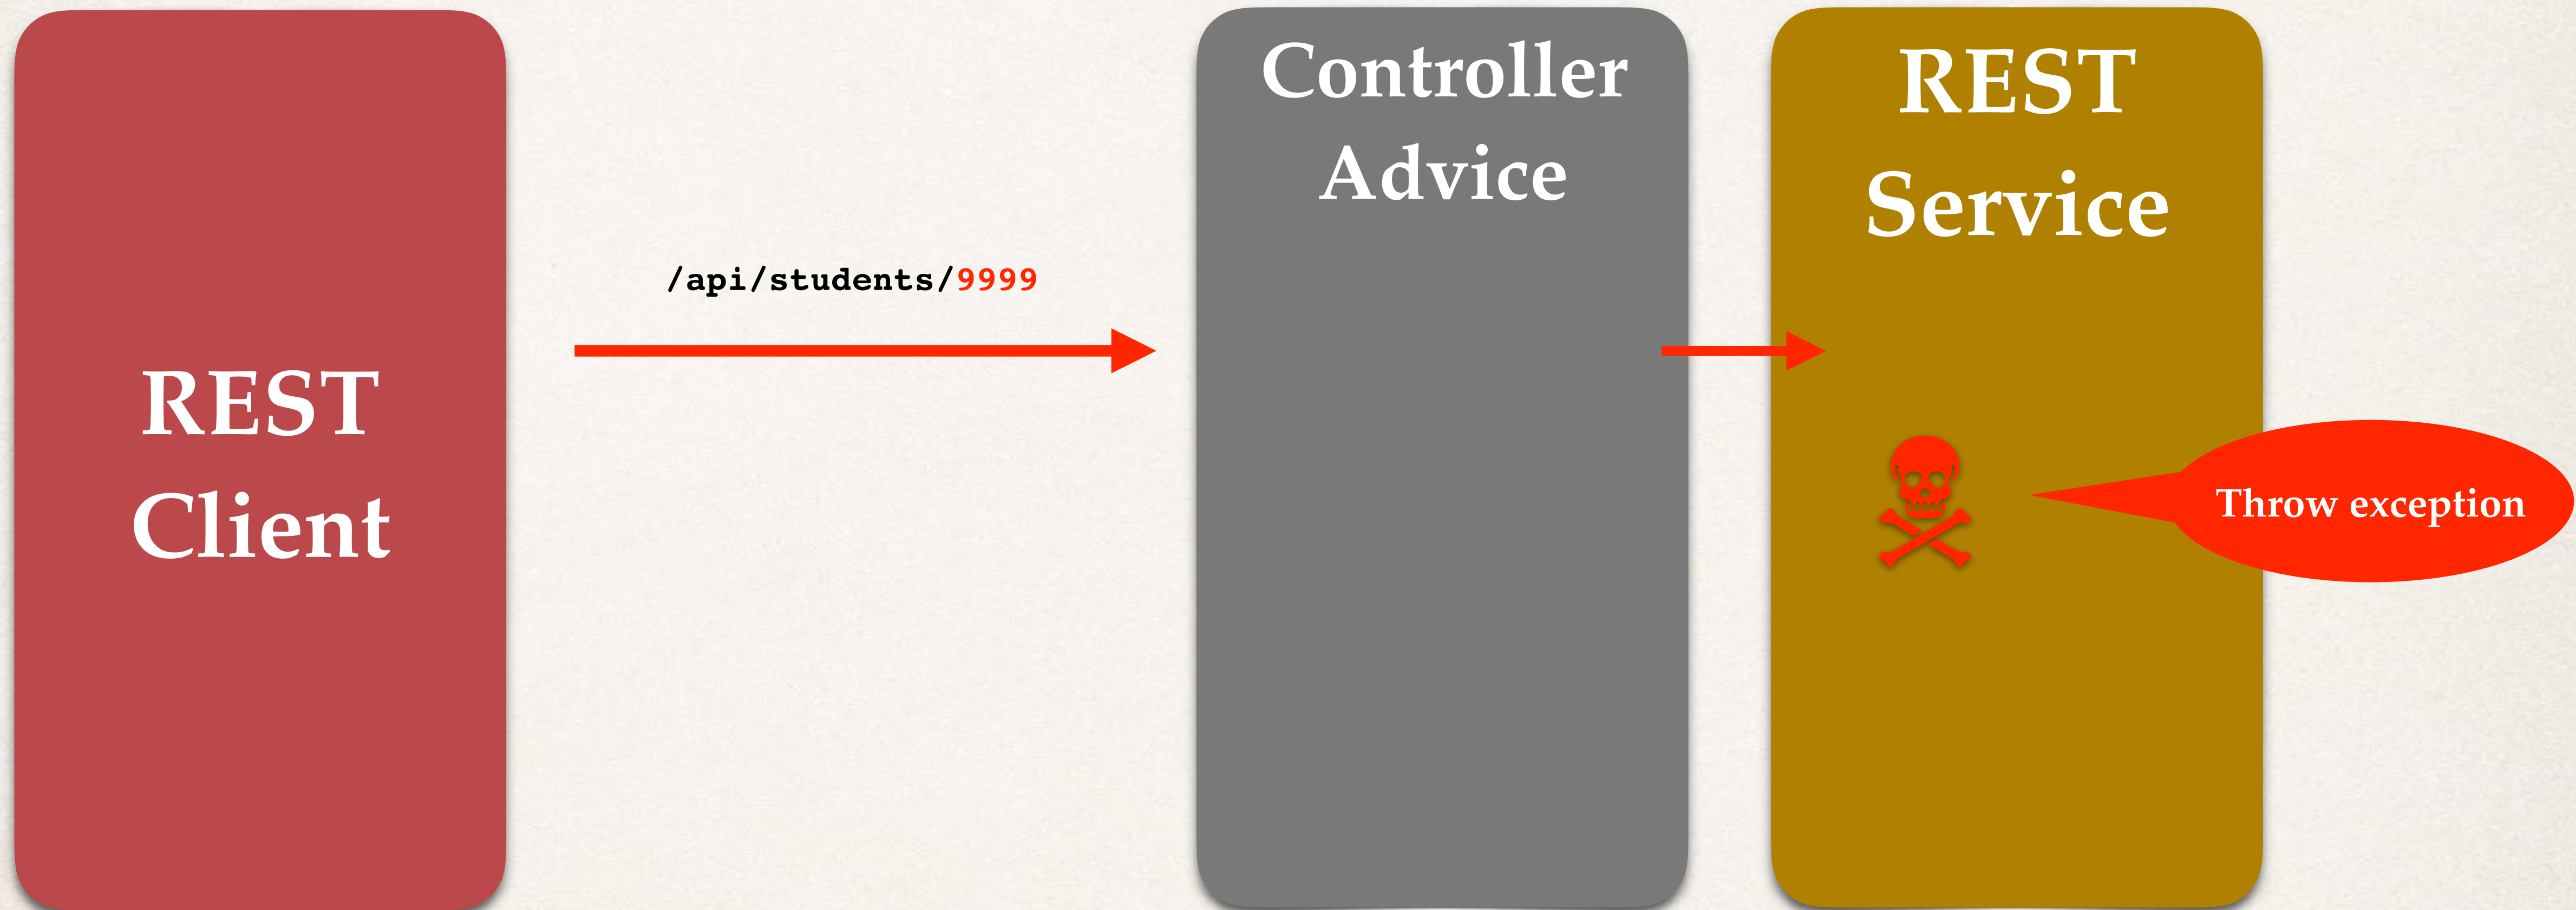 REST
Client
/api/students/9999
Controller
Advice
REST
Service
Throw exception